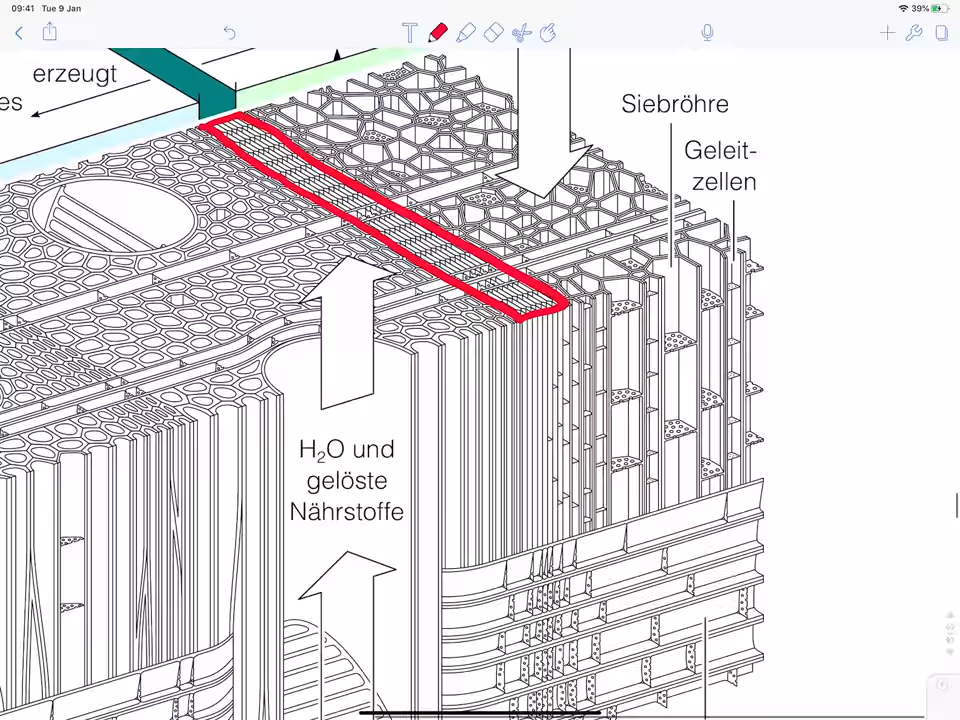 09:41 Tue 9 Jan
39%
T
erzeugt
es
Siebröhre
Geleit-
zellen
H₂O und
gelöste
Nährstoffe